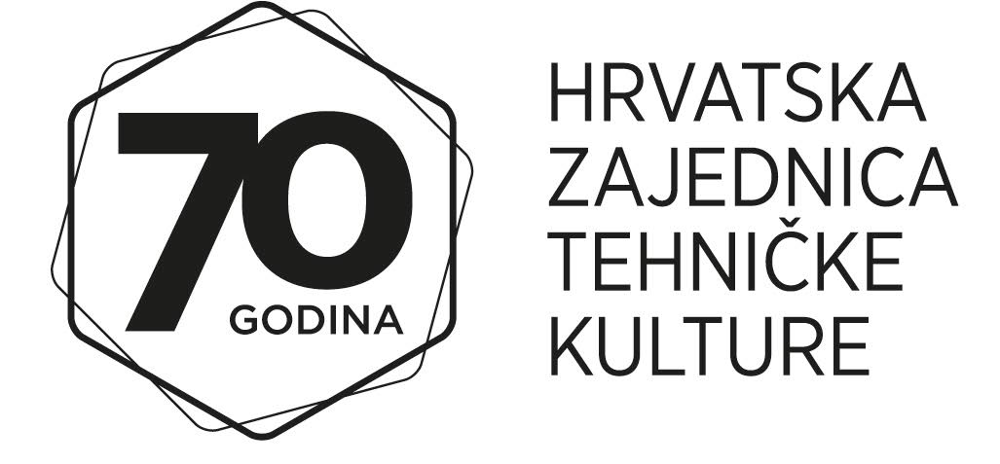 70
GODINA
HRVATSKA
ZAJEDNICA
TEHNIČKE
KULTURE